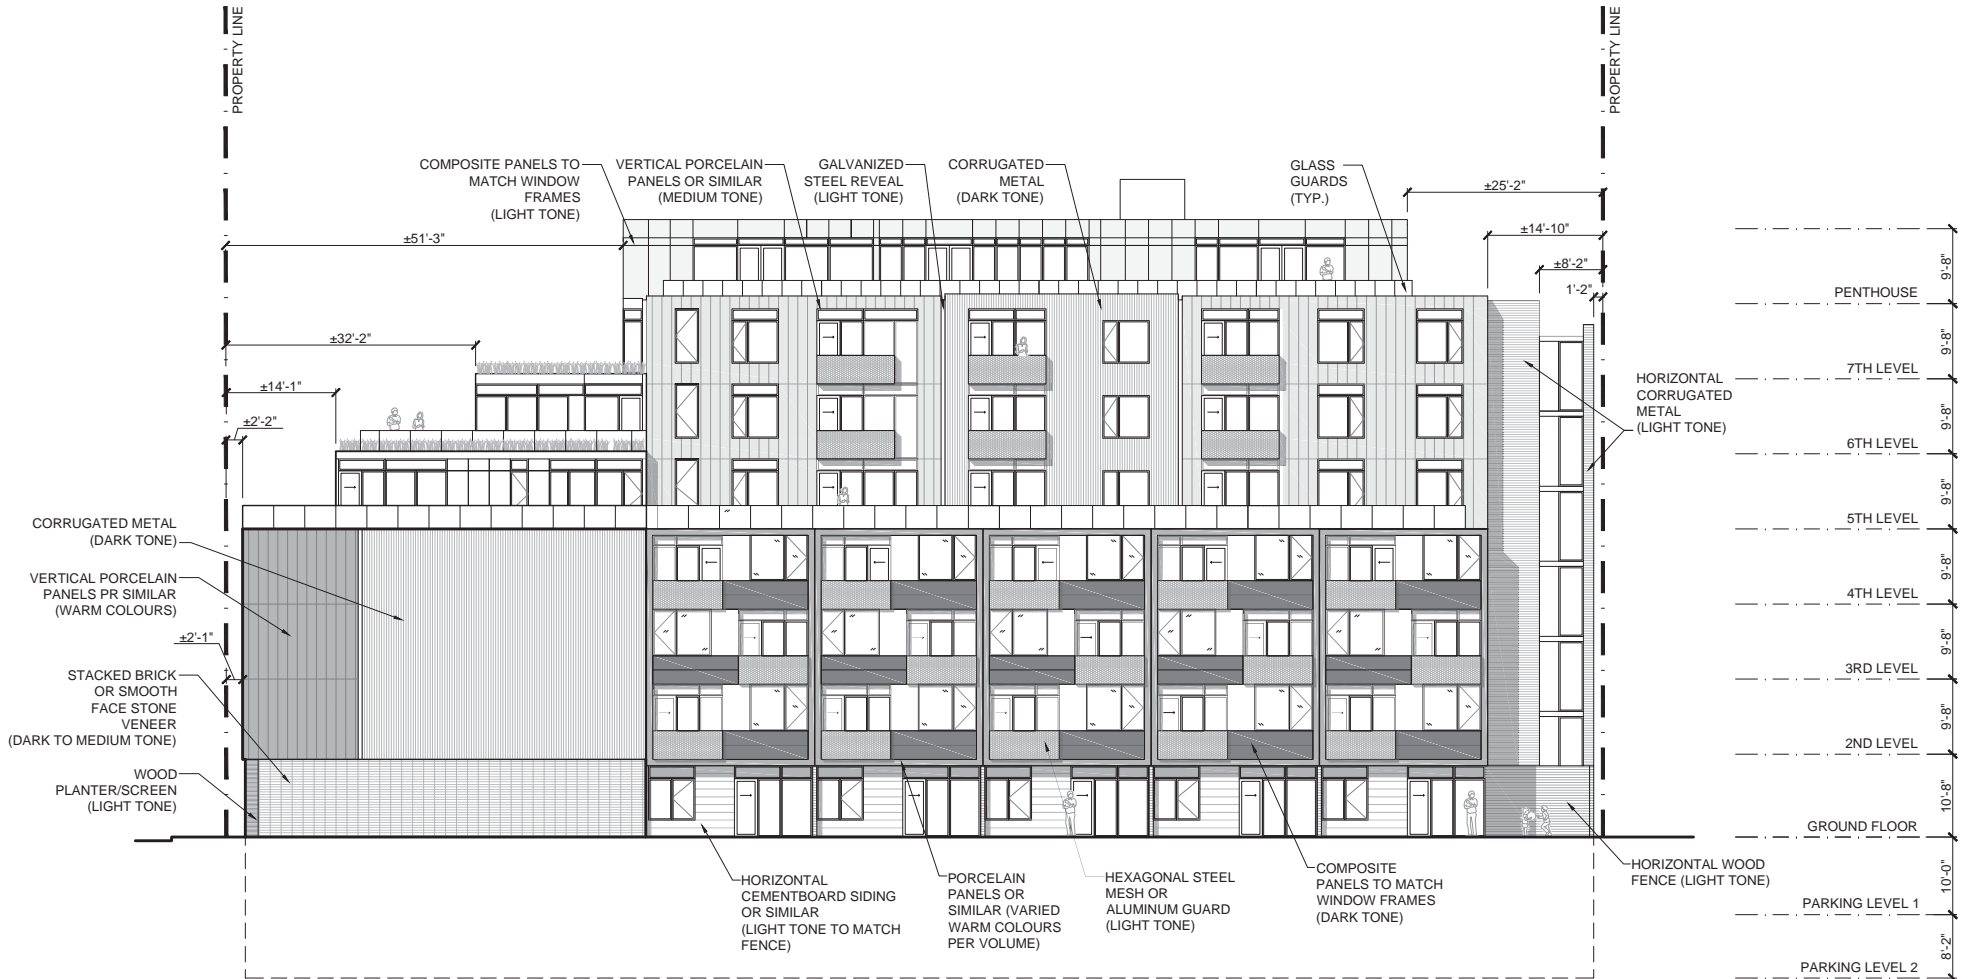 PROPERTY LINE
PROPERTY LINE
COMPOSITE PANELS TO
MATCH WINDOW
FRAMES
(LIGHT TONE)
VERTICAL PORCELAIN
PANELS OR SIMILAR
(MEDIUM TONE)
GALVANIZED
STEEL REVEAL
(LIGHT TONE)
CORRUGATED
METAL
(DARK TONE)
GLASS
GUARDS
(TYP.)
±25'-2"
±51'-3"
±14'-10"
±8'-2"
1'-2"
±32'-2"
±14'-1"
±2'-2"
HORIZONTAL
CORRUGATED
METAL
(LIGHT TONE)
CORRUGATED METAL
(DARK TONE)
VERTICAL PORCELAIN
PANELS PR SIMILAR
(WARM COLOURS)
±2'-1"
STACKED BRICK
OR SMOOTH
FACE STONE
VENEER
(DARK TO MEDIUM TONE)
WOOD
PLANTER/SCREEN
(LIGHT TONE)
HORIZONTAL
CEMENTBOARD SIDING
OR SIMILAR
(LIGHT TONE TO MATCH
FENCE)
PORCELAIN
PANELS OR
SIMILAR (VARIED
WARM COLOURS
PER VOLUME)
HEXAGONAL STEEL
MESH OR
ALUMINUM GUARD
(LIGHT TONE)
COMPOSITE
PANELS TO MATCH
WINDOW FRAMES
(DARK TONE)
HORIZONTAL WOOD
FENCE (LIGHT TONE)
9'-8"
PENTHOUSE
9'-8"
7TH LEVEL
9'-8"
6TH LEVEL
9'-8"
5TH LEVEL
9'-8"
4TH LEVEL
9'-8"
3RD LEVEL
9'-8"
2ND LEVEL
10'-8"
GROUND FLOOR
10'-0"
PARKING LEVEL 1
8'-2"
PARKING LEVEL 2